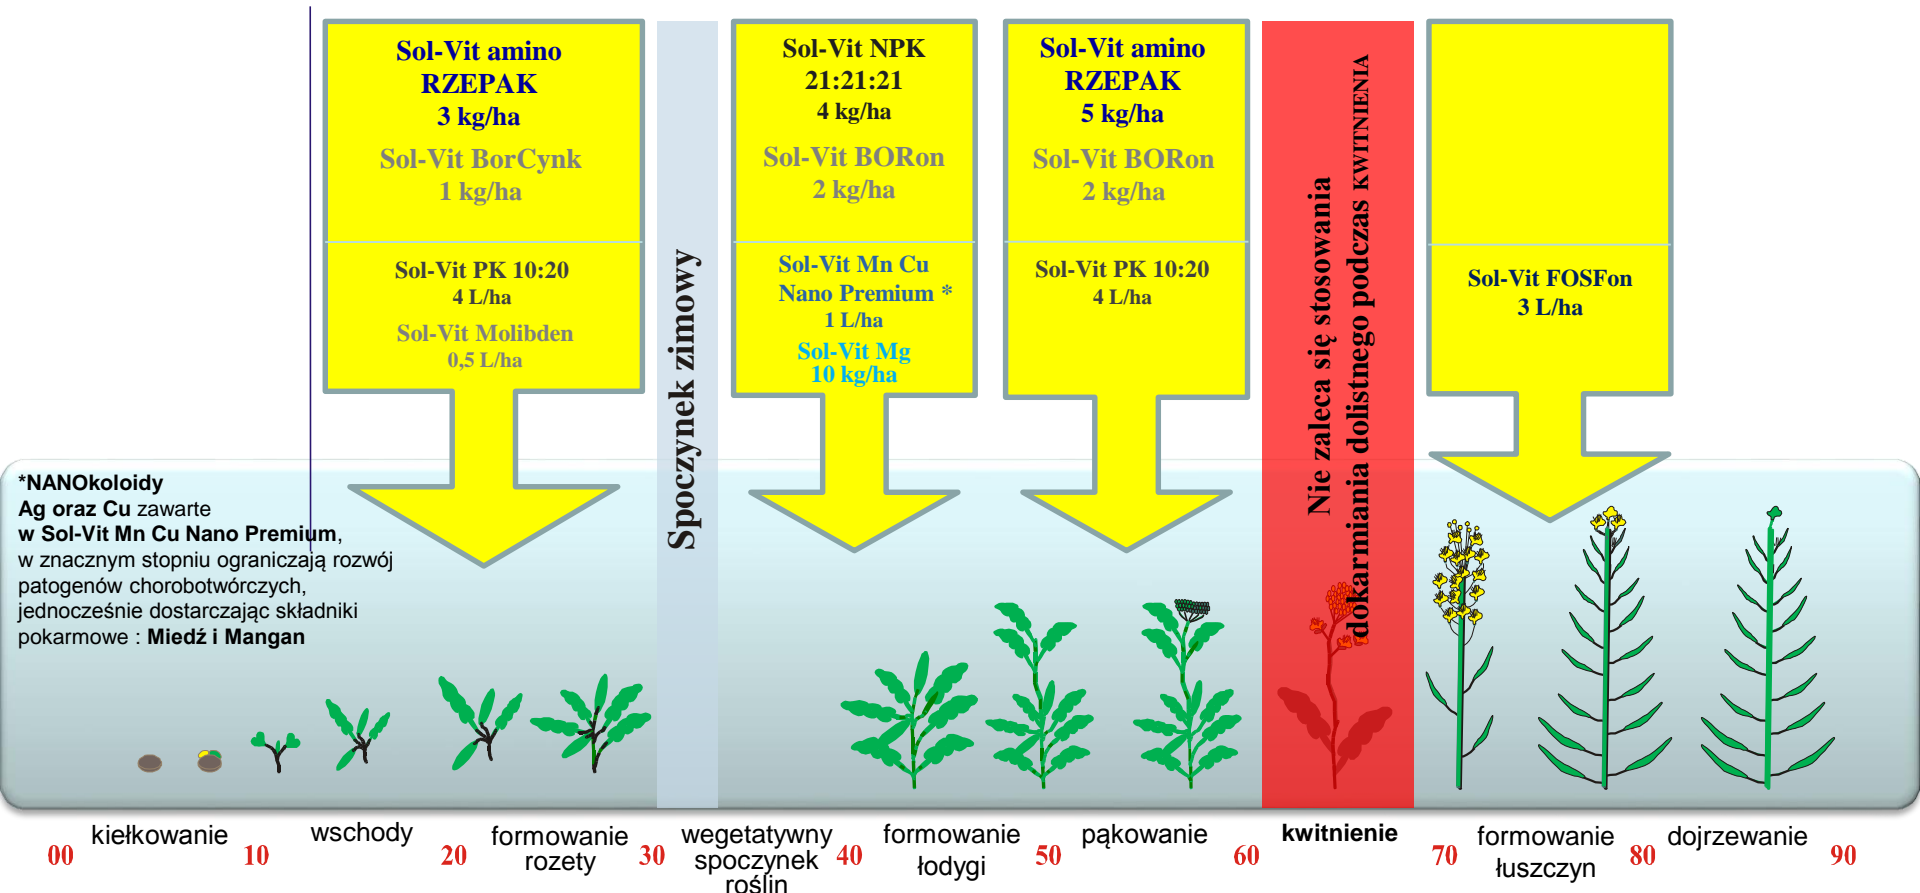 Sol-Vit amino
RZEPAK
3 kg/ha
Sol-Vit BorCynk
1 kg/ha
Sol-Vit PK 10:20
4 L/ha
Sol-Vit Molibden
0,5 L/ha
Spoczynek zimowy
Sol-Vit NPK
21:21:21
4 kg/ha
Sol-Vit BORon
2 kg/ha
Sol-Vit Mn Cu
Nano Premium *
1 L/ha
Sol-Vit Mg
10 kg/ha
Sol-Vit amino
RZEPAK
5 kg/ha
Sol-Vit BORon
2 kg/ha
Sol-Vit PK 10:20
4 L/ha
Nie zaleca się stosowania
dokarmiania dolistnego podczas KWITNIENIA
Sol-Vit FOSFon
3 L/ha
*NANOkoloidy
Ag oraz Cu zawarte
w Sol-Vit Mn Cu Nano Premium,
w znacznym stopniu ograniczają rozwój
patogenów chorobotwórczych,
jednocześnie dostarczając składniki
pokarmowe : Miedź i Mangan
00
kiełkowanie
10
wschody
20
formowanie
rozety
30
wegetatywny
spoczynek
roślin
40
formowanie
łodygi
50
pąkowanie
60
kwitnienie
70
formowanie
łuszczyn
80
dojrzewanie
90